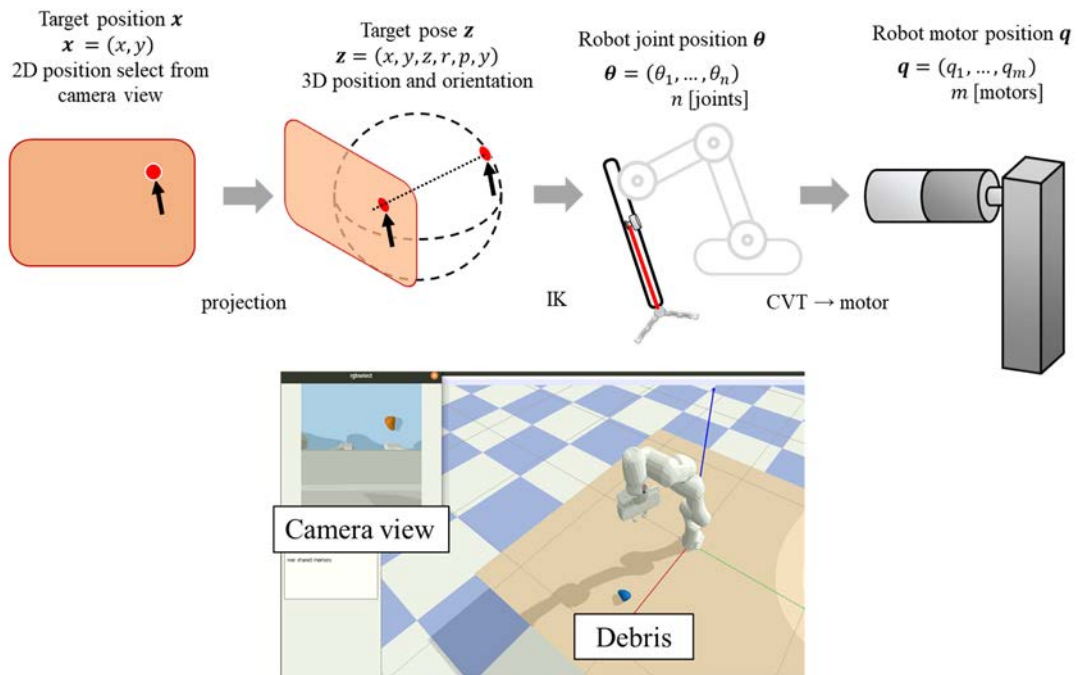 Target position 𝒙
𝒙 = (𝑥, 𝑦)
2D position select from
camera view
Target pose 𝒛
𝒛 = (𝑥, 𝑦, 𝑧, 𝑟, 𝑝, 𝑦)
3D position and orientation
Robot joint position 𝜽
𝜽 = (𝜃₁, … , 𝜃ₙ)
𝑛 [joints]
Robot motor position 𝒒
𝒒 = (𝑞₁, … , 𝑞ₘ)
𝑚 [motors]
projection
IK
CVT → motor
rgbselect
Camera view
Debris